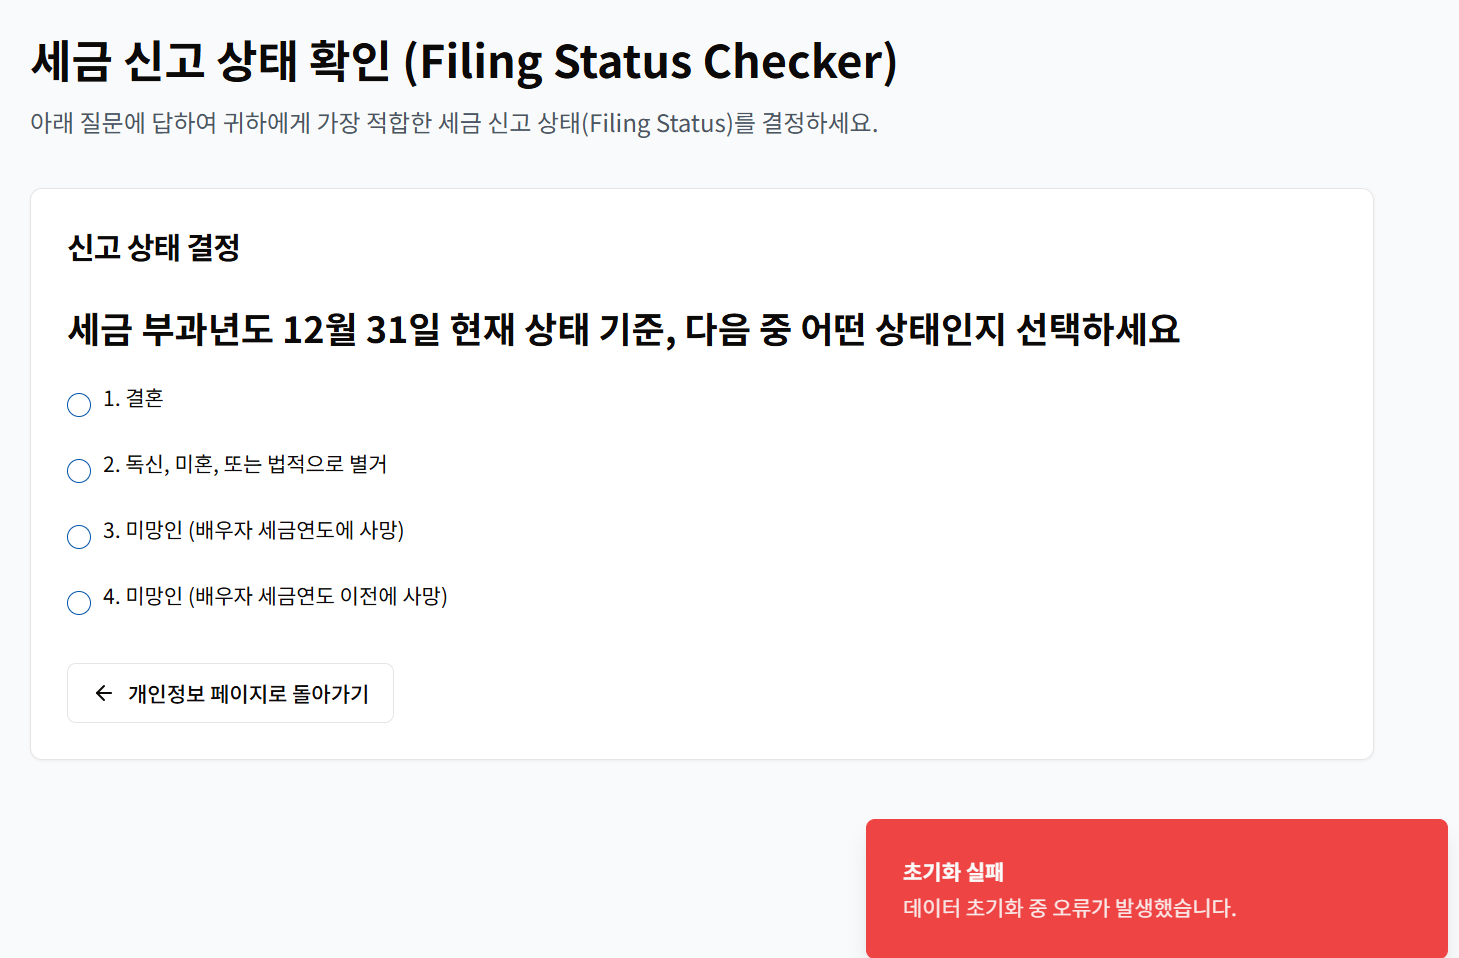 세금 신고 상태 확인 (Filing Status Checker)
아래 질문에 답하여 귀하에게 가장 적합한 세금 신고 상태(Filing Status)를 결정하세요.
신고 상태 결정
세금 부과년도 12월 31일 현재 상태 기준, 다음 중 어떤 상태인지 선택하세요
1. 결혼
2. 독신, 미혼, 또는 법적으로 별거
3. 미망인 (배우자 세금연도에 사망)
4. 미망인 (배우자 세금연도 이전에 사망)
← 개인정보 페이지로 돌아가기
초기화 실패
데이터 초기화 중 오류가 발생했습니다.